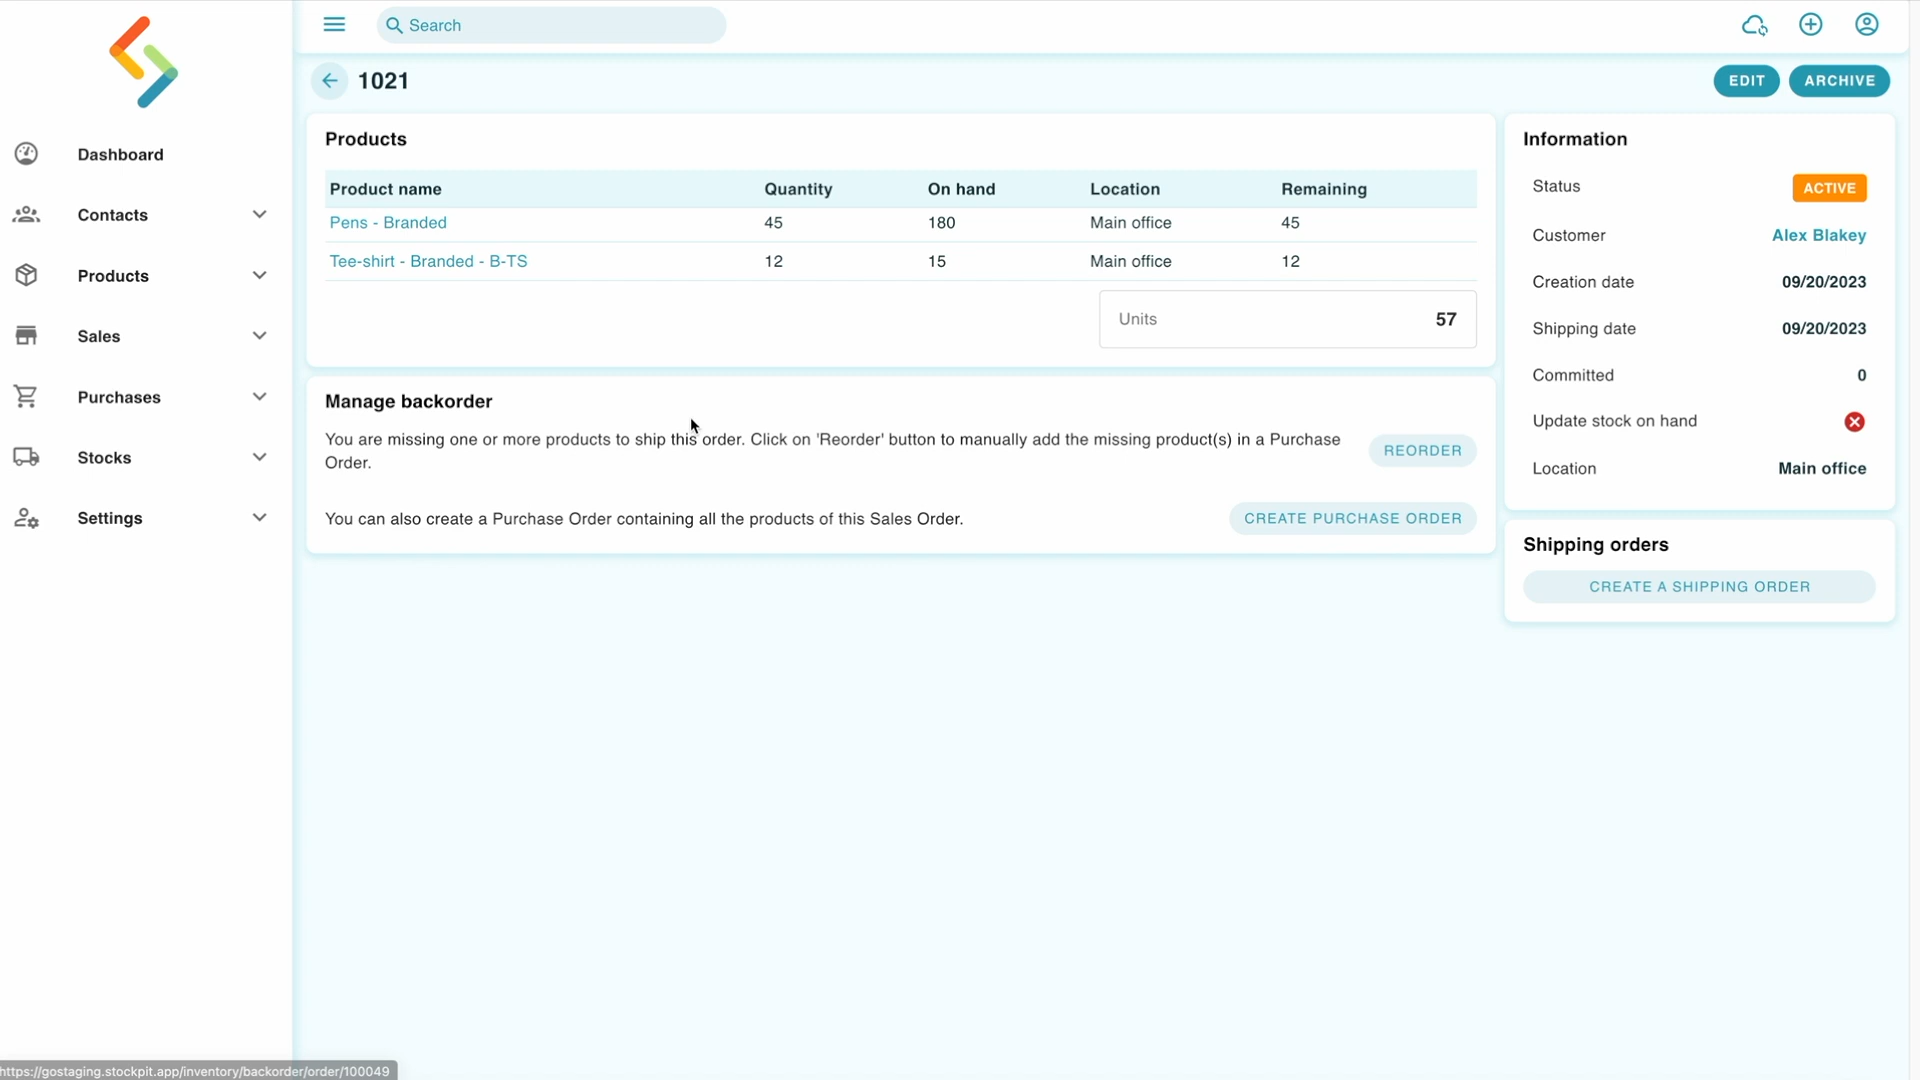 Search
1021
EDIT
ARCHIVE
Dashboard
Contacts
Products
Sales
Purchases
Stocks
Settings
Products
Product name Quantity On hand Location Remaining
Pens - Branded 45 180 Main office 45
Tee-shirt - Branded - B-TS 12 15 Main office 12
Units 57
Manage backorder
You are missing one or more products to ship this order. Click on 'Reorder' button to manually add the missing product(s) in a Purchase
Order.
REORDER
You can also create a Purchase Order containing all the products of this Sales Order.
CREATE PURCHASE ORDER
Information
Status ACTIVE
Customer Alex Blakey
Creation date 09/20/2023
Shipping date 09/20/2023
Committed 0
Update stock on hand
Location Main office
Shipping orders
CREATE A SHIPPING ORDER
https://gostaging.stockpit.app/inventory/backorder/order/100049